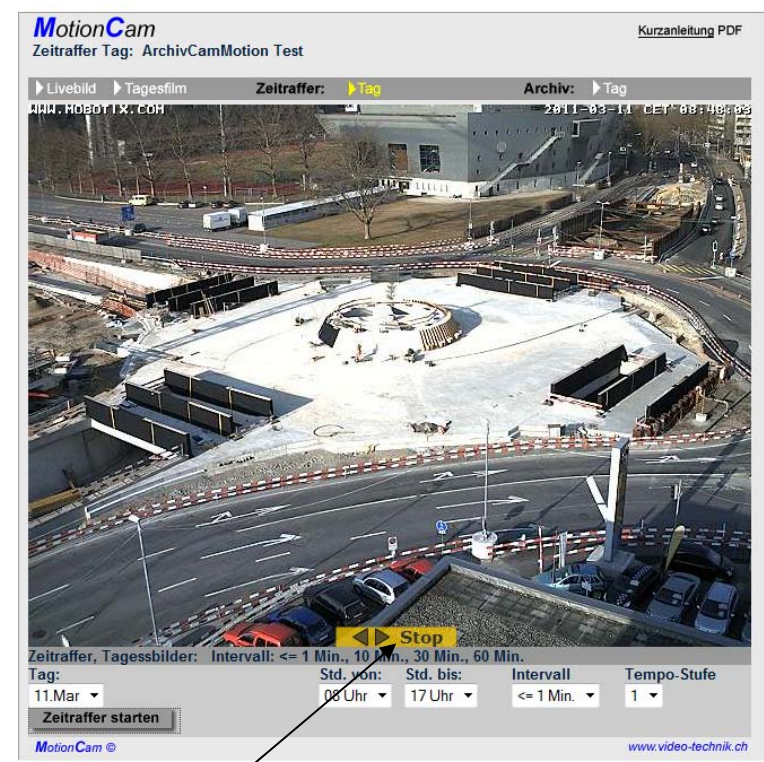 MotionCam
Kurzanleitung PDF
Zeitraffer Tag: ArchivCamMotion Test
Livebild Tagesfilm Zeitraffer: Tag Archiv: Tag
WWW.MOBOTIX.COM 2011-03-11 CET 08:48:03
Stop
Zeitraffer, Tagessbilder: Intervall: <= 1 Min., 10 Min., 30 Min., 60 Min.
Tag: Std. von: Std. bis: Intervall Tempo-Stufe
11.Mar 08 Uhr 17 Uhr <= 1 Min. 1
Zeitraffer starten
MotionCam © www.video-technik.ch